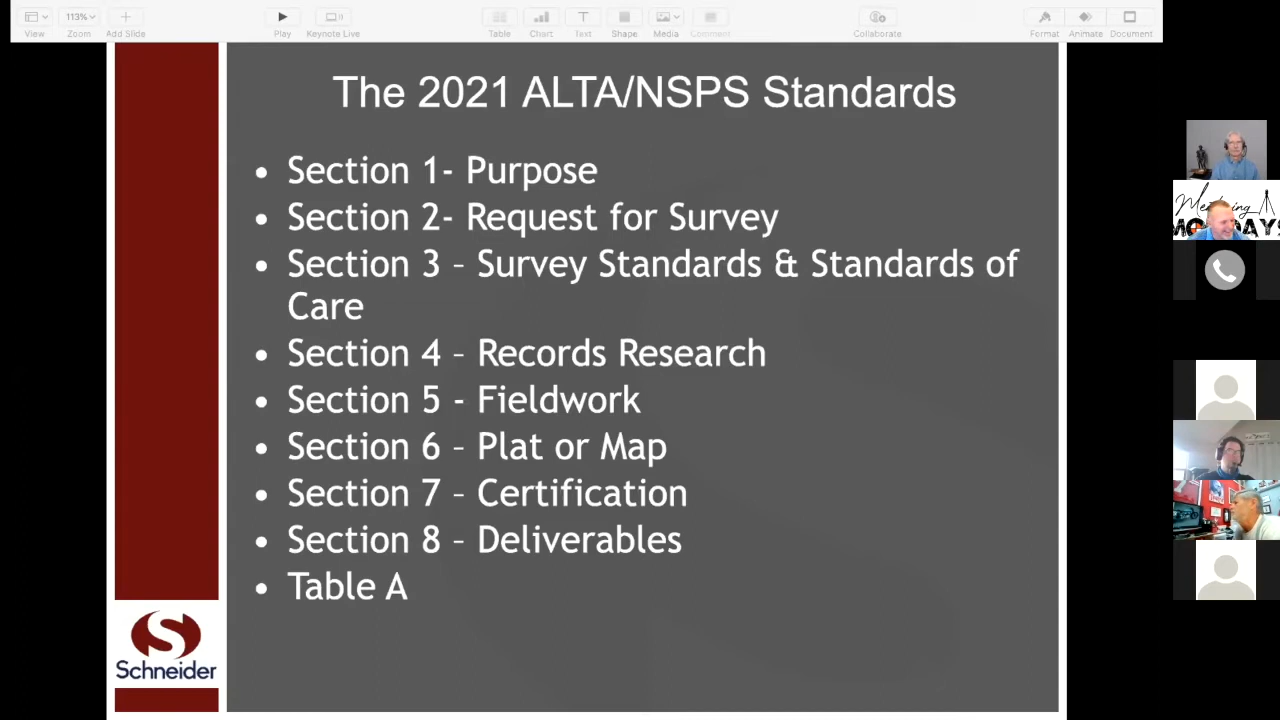 113%
View
Zoom
Add Slide
Play
Keynote Live
Table
Chart
Text
Shape
Media
Comment
Collaborate
Format
Animate
Document
The 2021 ALTA/NSPS Standards
• Section 1- Purpose
• Section 2- Request for Survey
• Section 3 – Survey Standards & Standards of
Care
• Section 4 – Records Research
• Section 5 - Fieldwork
• Section 6 – Plat or Map
• Section 7 – Certification
• Section 8 – Deliverables
• Table A
S
Schneider